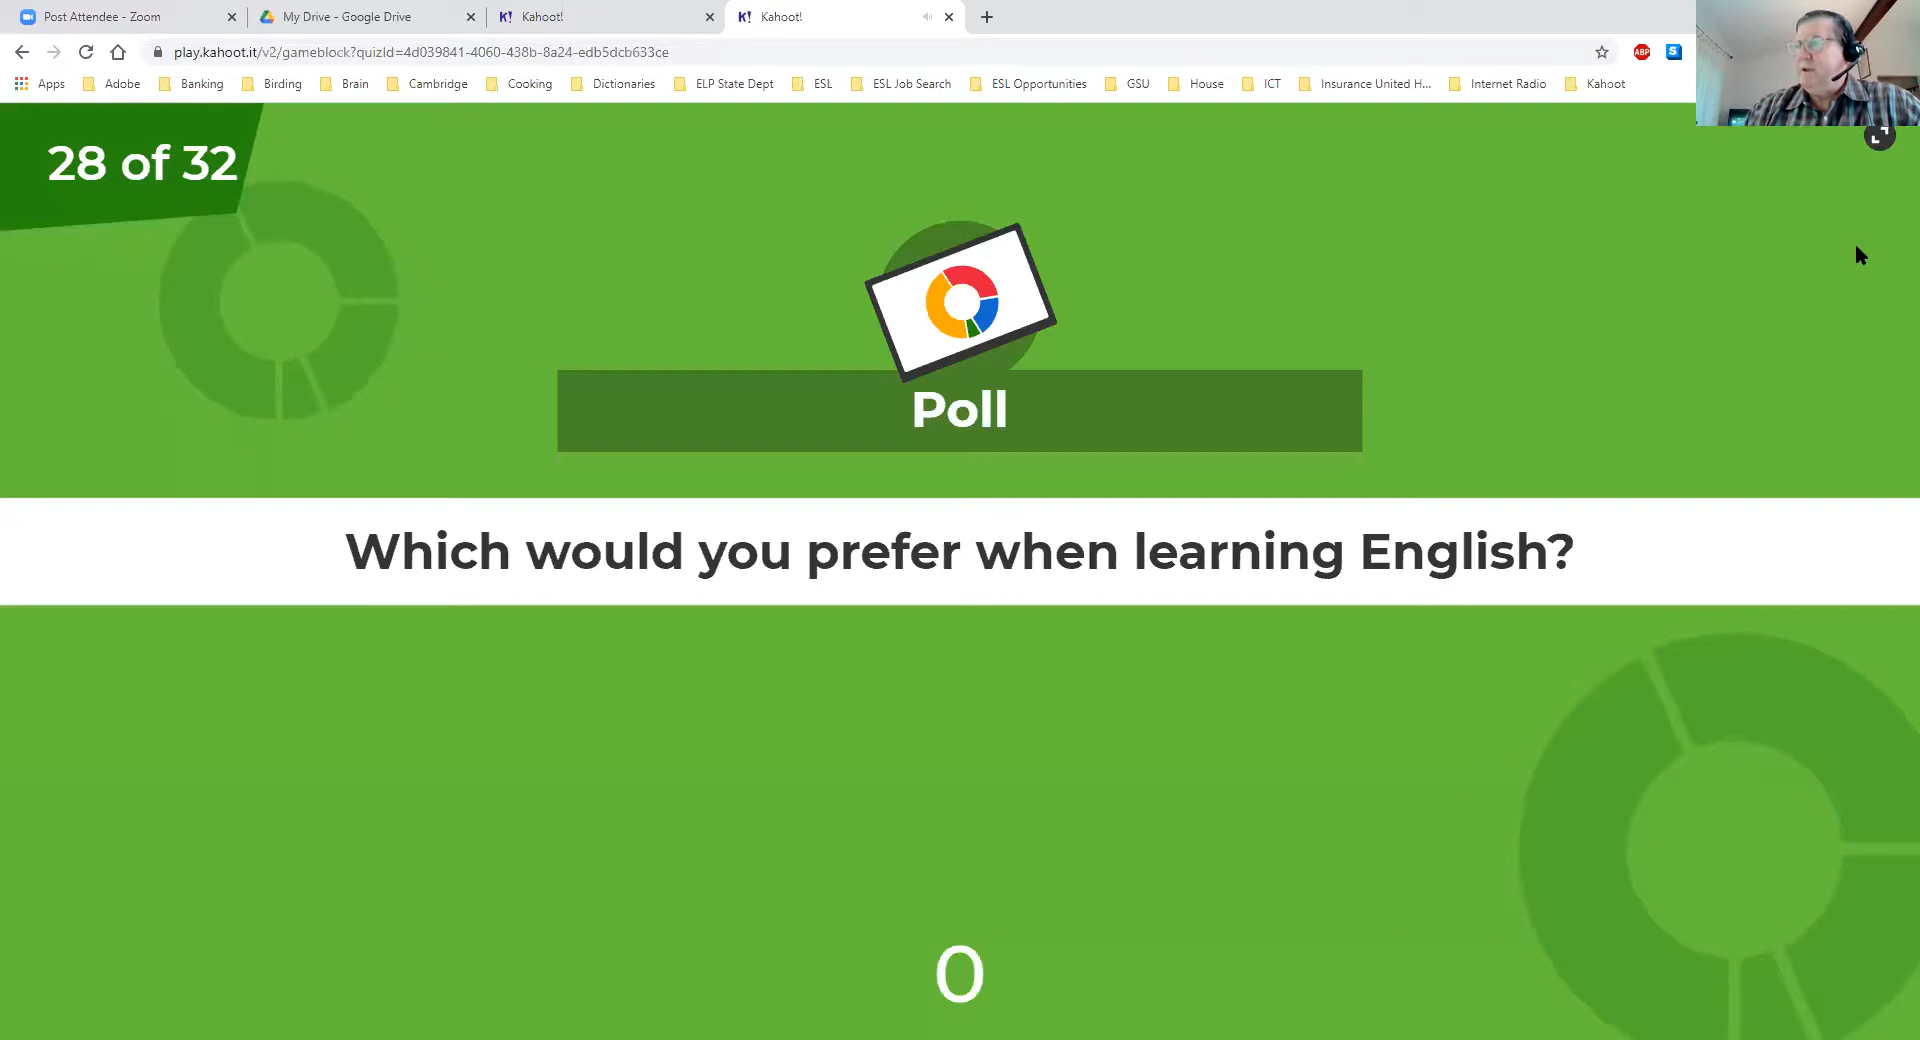 Post Attendee - Zoom
My Drive - Google Drive
K! Kahoot!
K! Kahoot!
play.kahoot.it/v2/gameblock?quizId=4d039841-4060-438b-8a24-edb5dcb633ce
ABP
S
Apps Adobe Banking Birding Brain Cambridge Cooking Dictionaries ELP State Dept ESL ESL Job Search ESL Opportunities GSU House ICT Insurance United H... Internet Radio Kahoot
28 of 32
Poll
Which would you prefer when learning English?
0